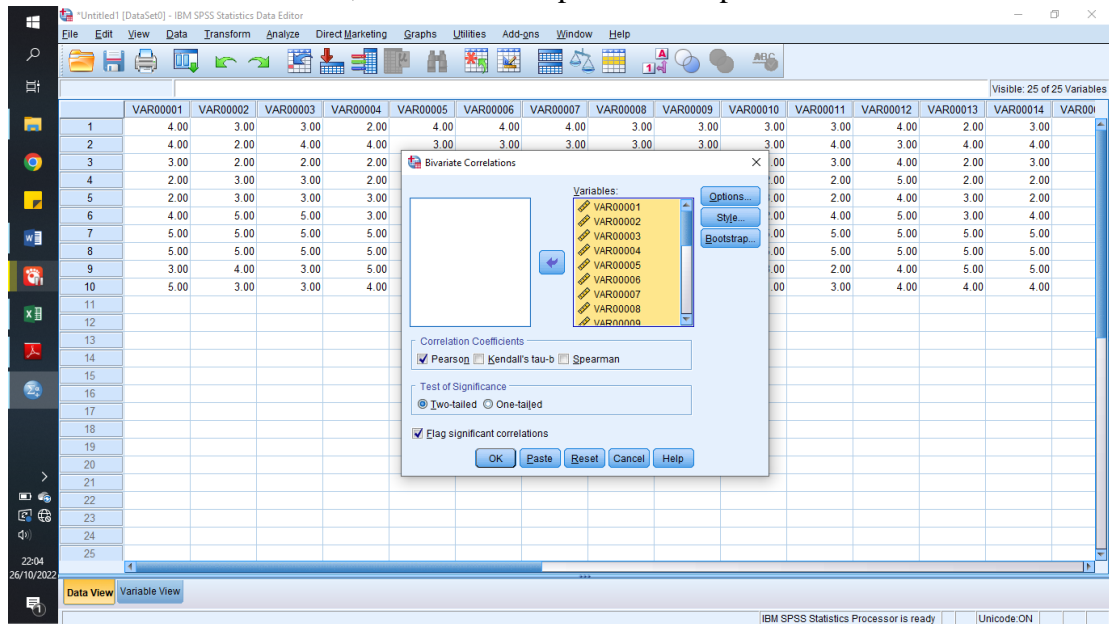 *Untitled1 [DataSet0] - IBM SPSS Statistics Data Editor
File Edit View Data Transform Analyze Direct Marketing Graphs Utilities Add-ons Window Help
Visible: 25 of 25 Variables
VAR00001 VAR00002 VAR00003 VAR00004 VAR00005 VAR00006 VAR00007 VAR00008 VAR00009 VAR00010 VAR00011 VAR00012 VAR00013 VAR00014 VAR00
1 4.00 3.00 3.00 2.00 4.00 4.00 4.00 3.00 3.00 3.00 3.00 4.00 2.00 3.00
2 4.00 2.00 4.00 4.00 3.00 3.00 3.00 3.00 3.00 3.00 4.00 3.00 4.00 4.00
3 3.00 2.00 2.00 2.00 .00 3.00 4.00 2.00 3.00
4 2.00 3.00 3.00 2.00 .00 2.00 3.00 2.00 2.00
5 2.00 3.00 3.00 3.00 .00 2.00 4.00 3.00 2.00
6 4.00 5.00 5.00 3.00 .00 4.00 5.00 3.00 4.00
7 5.00 5.00 5.00 5.00 .00 5.00 5.00 5.00 5.00
8 5.00 5.00 5.00 5.00 .00 5.00 5.00 5.00 5.00
9 3.00 4.00 3.00 5.00 .00 2.00 4.00 5.00 5.00
10 5.00 3.00 3.00 4.00 .00 3.00 4.00 4.00 4.00
11
12
13
14
15
16
17
18
19
20
21
22
23
24
25
Bivariate Correlations
Variables:
VAR00001
VAR00002
VAR00003
VAR00004
VAR00005
VAR00006
VAR00007
VAR00008
VAR00009
Options...
Style...
Bootstrap...
Correlation Coefficients
Pearson Kendall's tau-b Spearman
Test of Significance
Two-tailed One-tailed
Flag significant correlations
OK Paste Reset Cancel Help
22:04
26/10/2022
Data View Variable View
IBM SPSS Statistics Processor is ready Unicode:ON